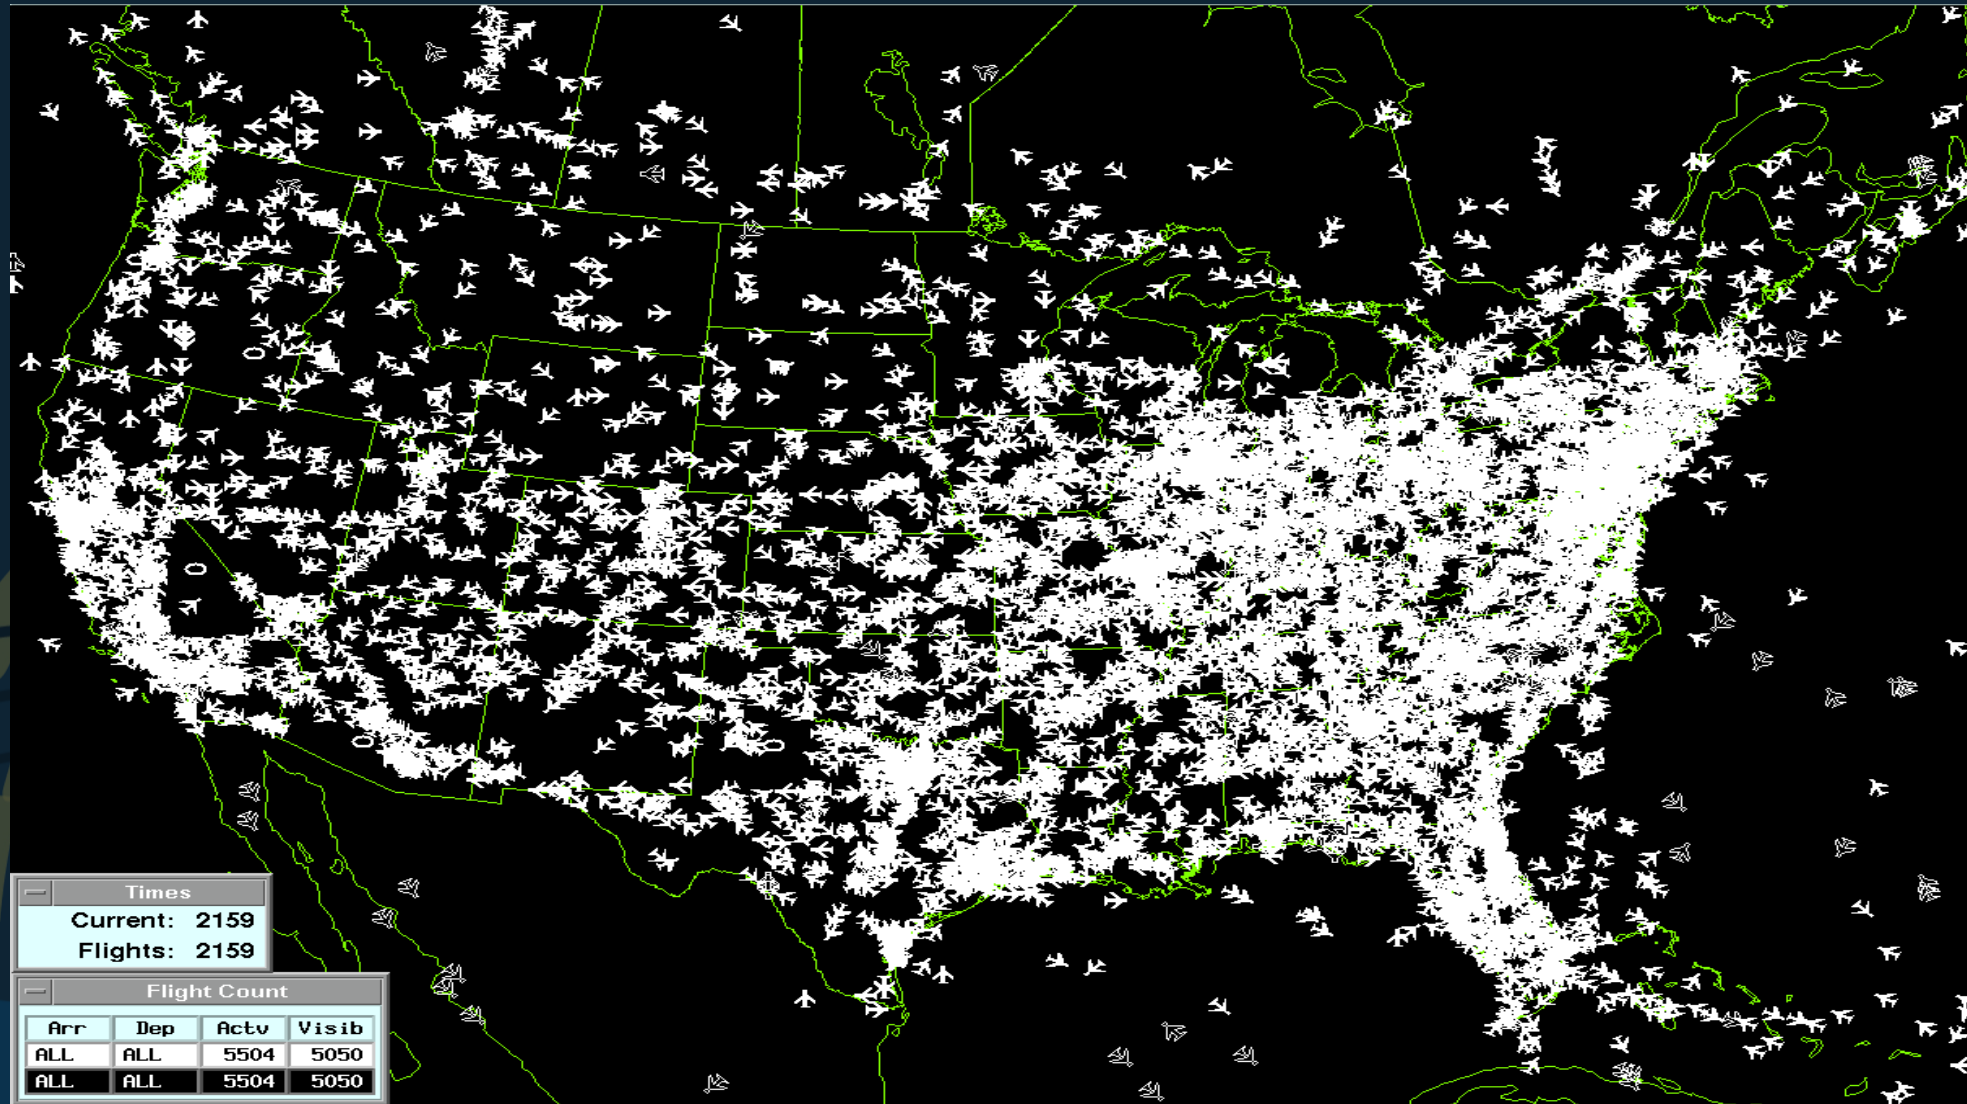 Times
Current: 2159
Flights: 2159
Flight Count
Arr Dep Actv Visib
ALL ALL 5504 5050
ALL ALL 5504 5050